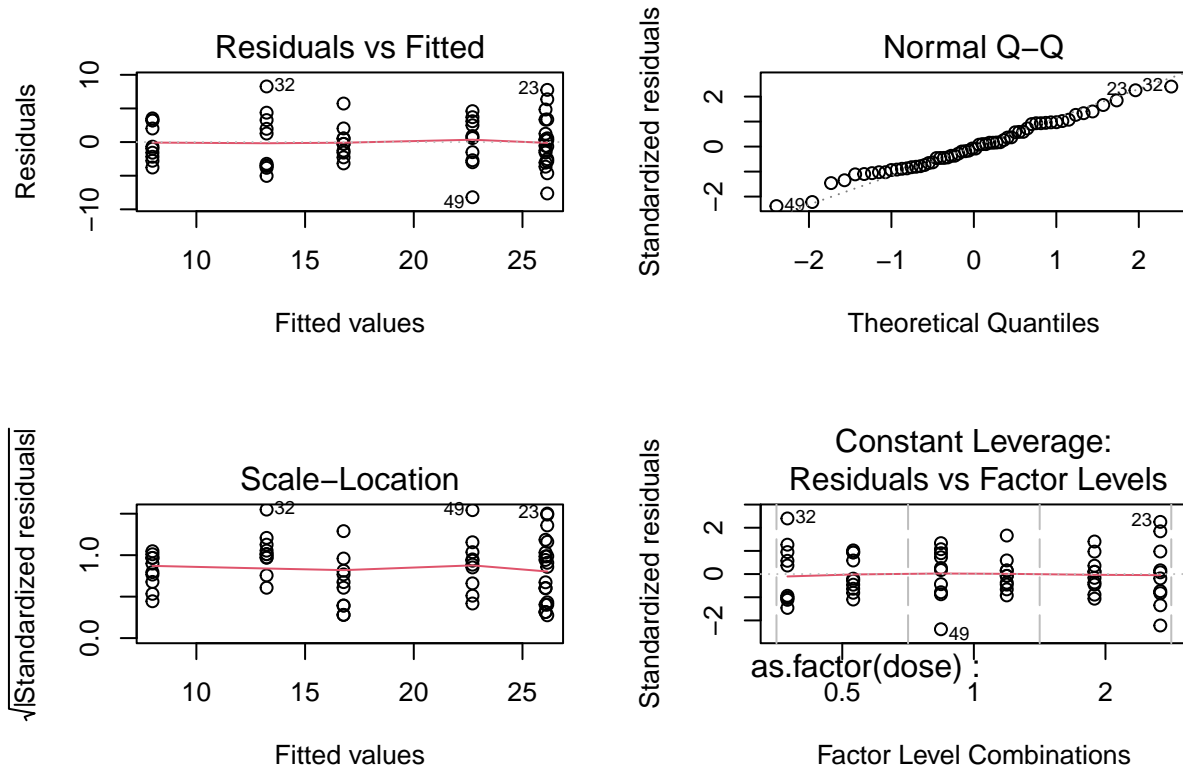 Residuals vs Fitted
Residuals
10
0
−10
32
23
49
10 15 20 25
Fitted values
Normal Q−Q
Standardized residuals
2
0
−2
23 32
49
−2 −1 0 1 2
Theoretical Quantiles
Scale−Location
√|Standardized residuals|
1.0
0.0
32
49
23
10 15 20 25
Fitted values
Constant Leverage:
Residuals vs Factor Levels
Standardized residuals
2
0
−2
32
23
49
as.factor(dose) :
0.5 1 2
Factor Level Combinations